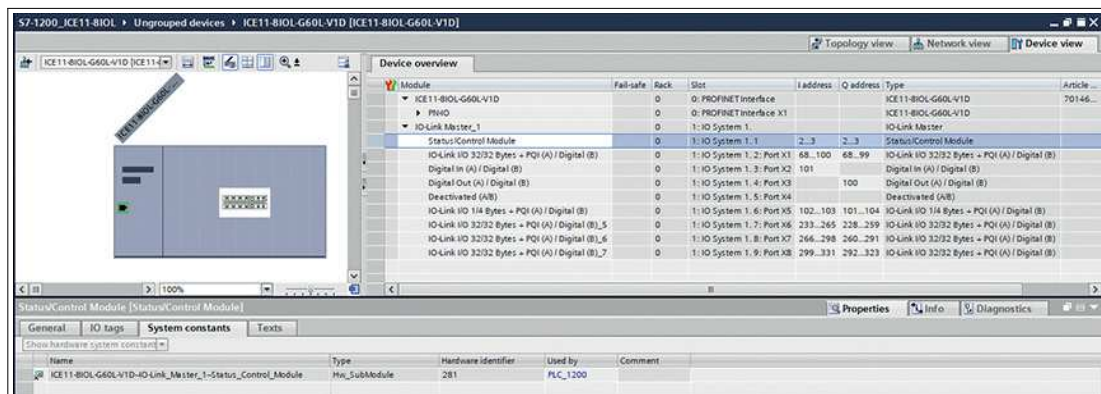 S7-1200_ICE11-8IOL ▸ Ungrouped devices ▸ ICE11-8IOL-G60L-V1D [ICE11-8IOL-G60L-V1D]
Topology view Network view Device view
ICE11-8IOL-G60L-V1D [ICE11-
Device overview
Module Fail-safe Rack Slot I address Q address Type Article ...
ICE11-8IOL-G60L-V1D 0 0: PROFINET Interface ICE11-8IOL-G60L-V1D 70146...
PN-IO 0 0: PROFINET Interface X1 ICE11-8IOL-G60L-V1D
IO-Link Master_1 0 1: IO System 1. IO-Link Master
Status/Control Module 0 1: IO System 1. 1 2...3 2...3 Status/Control Module
IO-Link I/O 32/32 Bytes + PQI (A) / Digital (B) 0 1: IO System 1. 2: Port X1 68...100 68...99 IO-Link I/O 32/32 Bytes + PQI (A) / Digital (B)
Digital In (A) / Digital (B) 0 1: IO System 1. 3: Port X2 101 Digital In (A) / Digital (B)
Digital Out (A) / Digital (B) 0 1: IO System 1. 4: Port X3 100 Digital Out (A) / Digital (B)
Deactivated (A/B) 0 1: IO System 1. 5: Port X4 Deactivated (A/B)
IO-Link I/O 1/4 Bytes + PQI (A) / Digital (B) 0 1: IO System 1. 6: Port X5 102...103 101...104 IO-Link I/O 1/4 Bytes + PQI (A) / Digital (B)
IO-Link I/O 32/32 Bytes + PQI (A) / Digital (B)_5 0 1: IO System 1. 7: Port X6 233...265 228...259 IO-Link I/O 32/32 Bytes + PQI (A) / Digital (B)
IO-Link I/O 32/32 Bytes + PQI (A) / Digital (B)_6 0 1: IO System 1. 8: Port X7 266...298 260...291 IO-Link I/O 32/32 Bytes + PQI (A) / Digital (B)
IO-Link I/O 32/32 Bytes + PQI (A) / Digital (B)_7 0 1: IO System 1. 9: Port X8 299...331 292...323 IO-Link I/O 32/32 Bytes + PQI (A) / Digital (B)
ICE11-8IOL-G60L-...
100%
Status/Control Module [Status/Control Module]
Properties Info Diagnostics
General IO tags System constants Texts
Show hardware system constant
Name Type Hardware identifier Used by Comment
ICE11-8IOL-G60L-V1D~IO-Link_Master_1~Status_Control_Module Hw_SubModule 281 PLC_1200